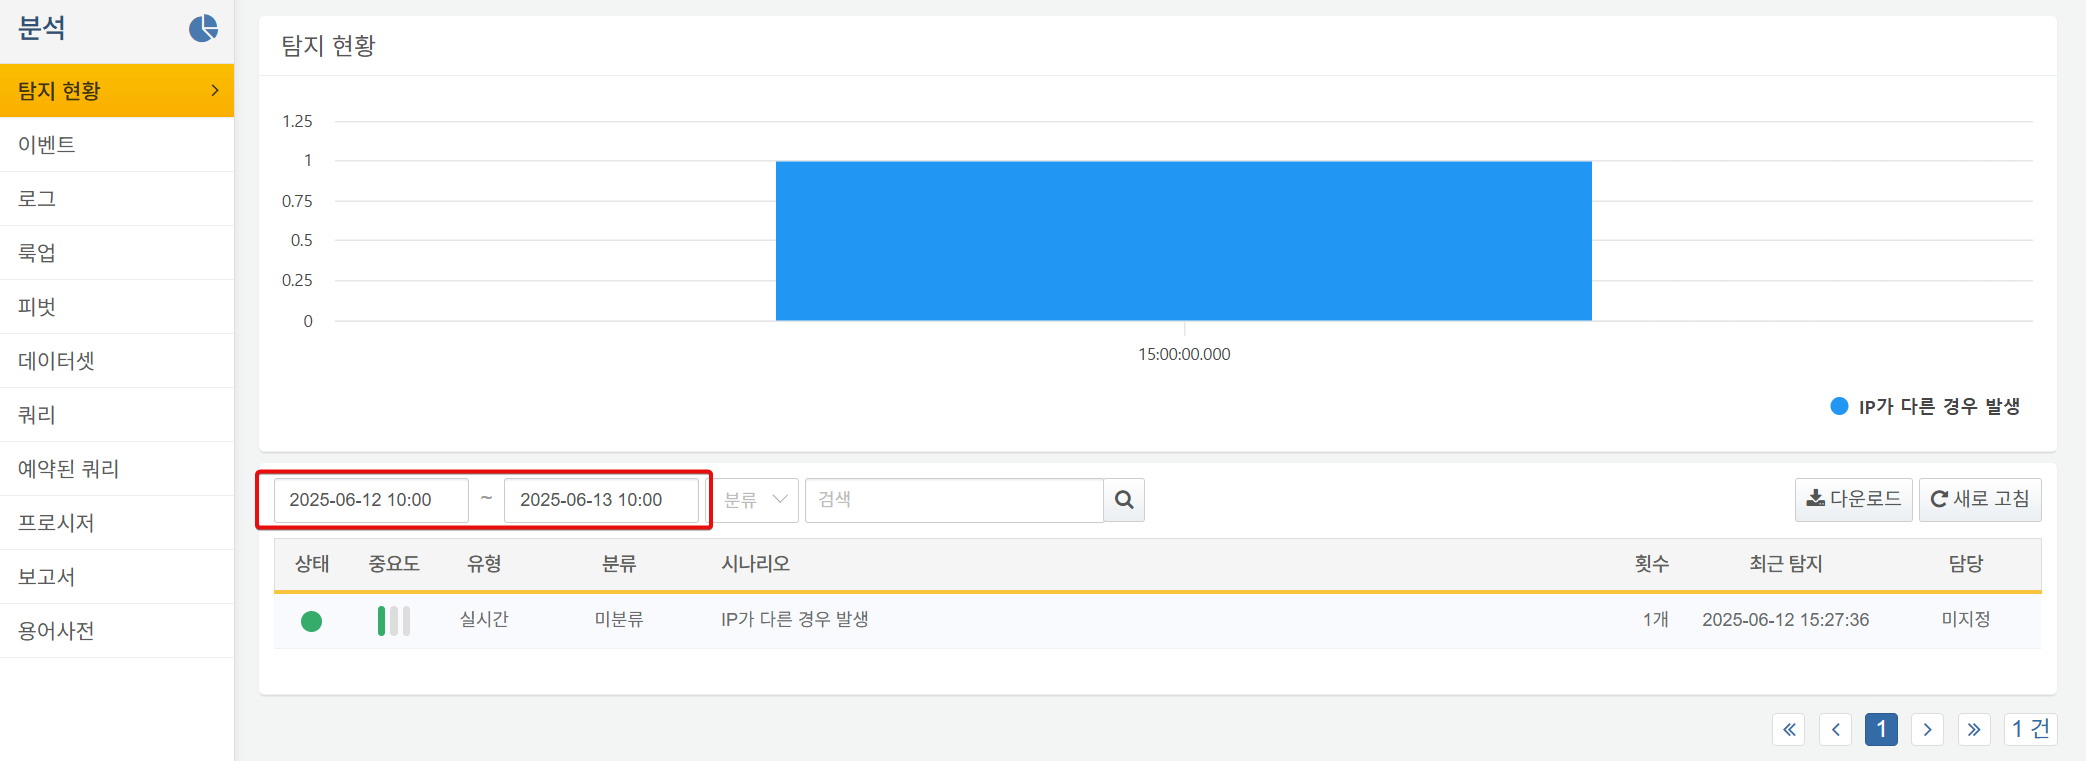 분석
탐지 현황
이벤트
로그
룩업
피벗
데이터셋
쿼리
예약된 쿼리
프로시저
보고서
용어사전
탐지 현황
1.25
1
0.75
0.5
0.25
0
15:00:00.000
IP가 다른 경우 발생
2025-06-12 10:00 ~ 2025-06-13 10:00 분류 검색 다운로드 새로 고침
상태 중요도 유형 분류 시나리오 횟수 최근 탐지 담당
실시간 미분류 IP가 다른 경우 발생 1개 2025-06-12 15:27:36 미지정
« ‹ 1 › » 1 건